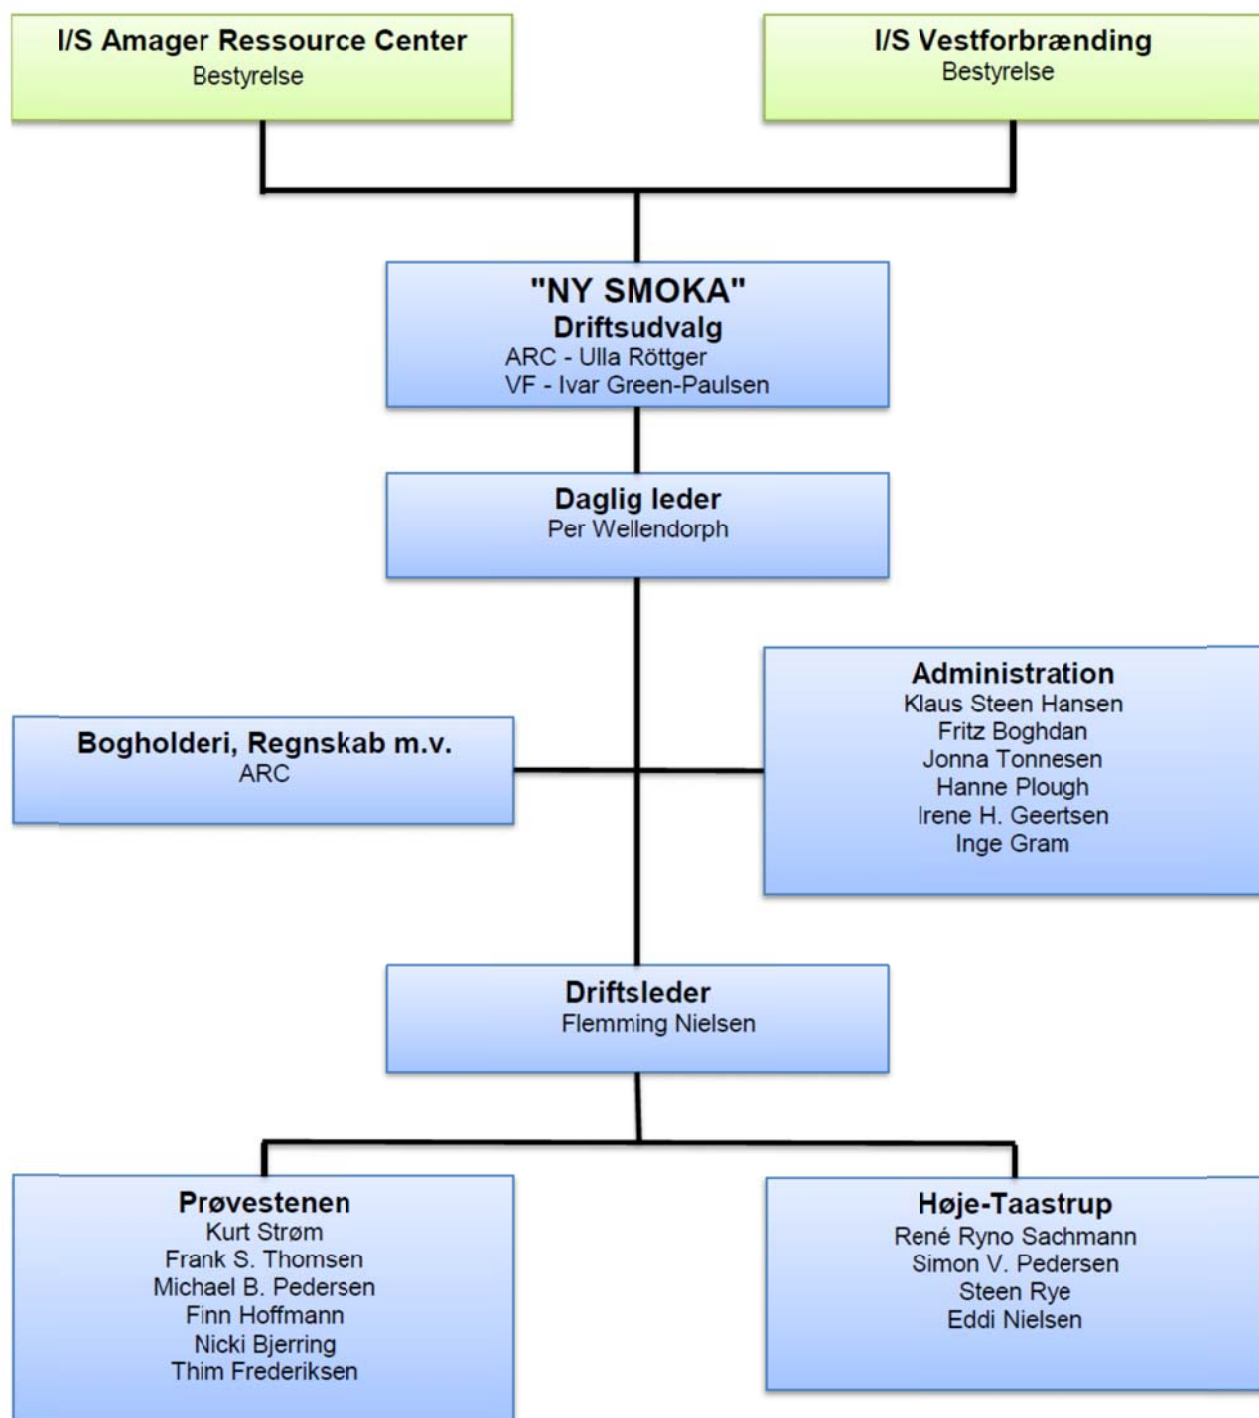 I/S Amager Ressource Center
Bestyrelse
I/S Vestforbrænding
Bestyrelse
"NY SMOKA"
Driftsudvalg
ARC - Ulla Röttger
VF - Ivar Green-Paulsen
Daglig leder
Per Wellendorph
Bogholderi, Regnskab m.v.
ARC
Administration
Klaus Steen Hansen
Fritz Boghdan
Jonna Tonnesen
Hanne Plough
Irene H. Geertsen
Inge Gram
Driftsleder
Flemming Nielsen
Prøvestenen
Kurt Strøm
Frank S. Thomsen
Michael B. Pedersen
Finn Hoffmann
Nicki Bjerring
Thim Frederiksen
Høje-Taastrup
René Ryno Sachmann
Simon V. Pedersen
Steen Rye
Eddi Nielsen